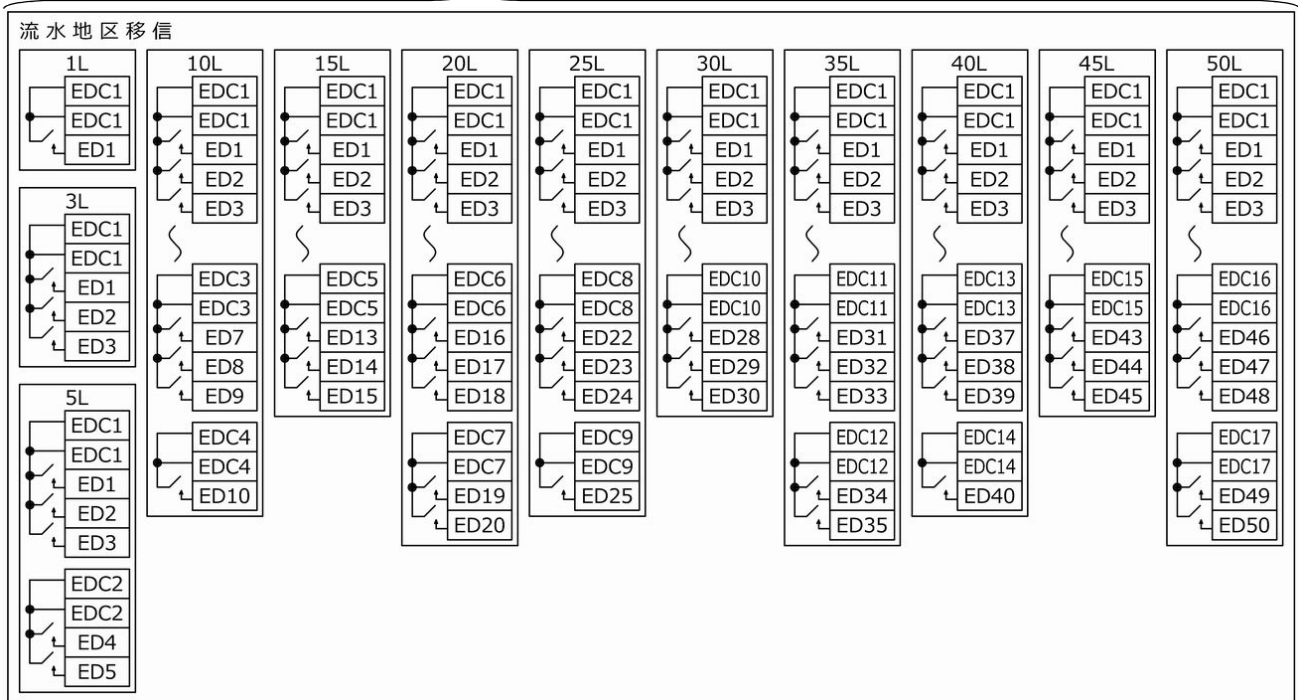 流水地区移信
1L
EDC1
EDC1
ED1
3L
EDC1
EDC1
ED1
ED2
ED3
5L
EDC1
EDC1
ED1
ED2
ED3
EDC2
EDC2
ED4
ED5
10L
EDC1
EDC1
ED1
ED2
ED3
EDC3
EDC3
ED7
ED8
ED9
EDC4
EDC4
ED10
15L
EDC1
EDC1
ED1
ED2
ED3
EDC5
EDC5
ED13
ED14
ED15
20L
EDC1
EDC1
ED1
ED2
ED3
EDC6
EDC6
ED16
ED17
ED18
EDC7
EDC7
ED19
ED20
25L
EDC1
EDC1
ED1
ED2
ED3
EDC8
EDC8
ED22
ED23
ED24
EDC9
EDC9
ED25
30L
EDC1
EDC1
ED1
ED2
ED3
EDC10
EDC10
ED28
ED29
ED30
35L
EDC1
EDC1
ED1
ED2
ED3
EDC11
EDC11
ED31
ED32
ED33
EDC12
EDC12
ED34
ED35
40L
EDC1
EDC1
ED1
ED2
ED3
EDC13
EDC13
ED37
ED38
ED39
EDC14
EDC14
ED40
45L
EDC1
EDC1
ED1
ED2
ED3
EDC15
EDC15
ED43
ED44
ED45
50L
EDC1
EDC1
ED1
ED2
ED3
EDC16
EDC16
ED46
ED47
ED48
EDC17
EDC17
ED49
ED50